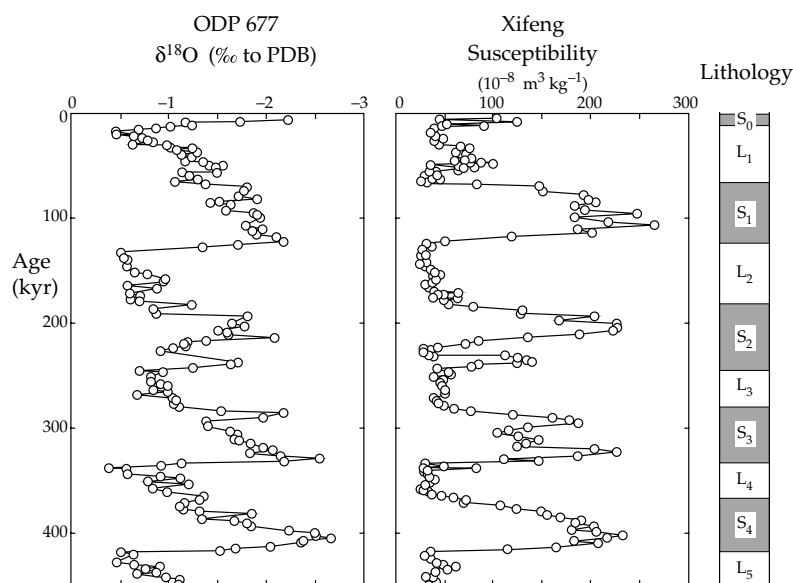 ODP 677
δ18O (‰ to PDB)
Xifeng
Susceptibility
(10–8 m3 kg–1)
Lithology
0 –1 –2 –3
0 100 200 300
0
100
200
300
400
Age
(kyr)
S0
L1
S1
L2
S2
L3
S3
L4
S4
L5